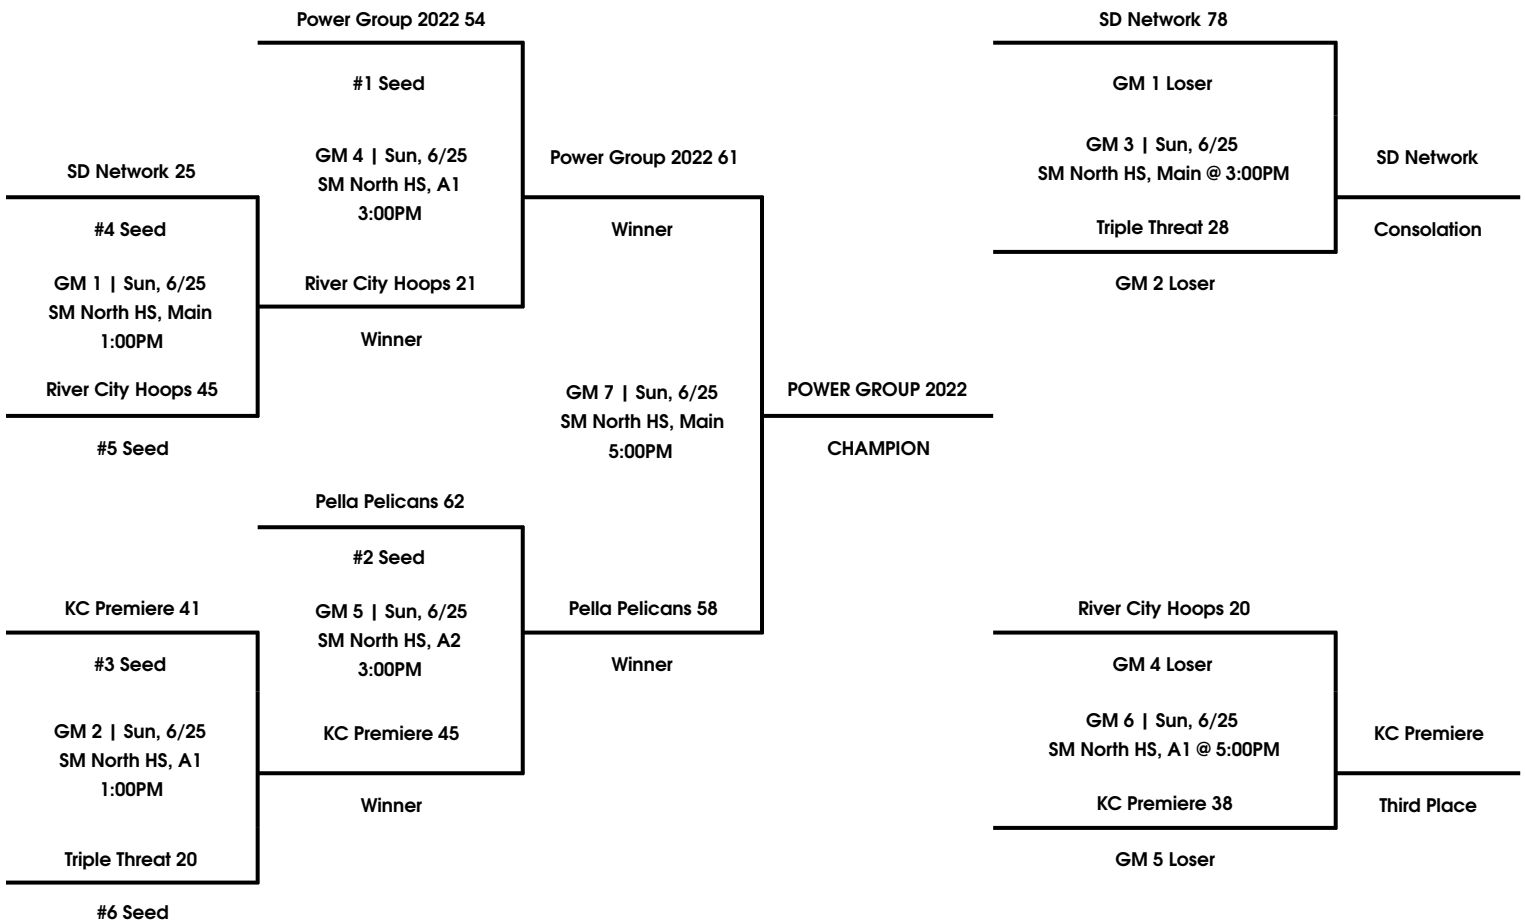 Power Group 2022 54
#1 Seed
GM 4 | Sun, 6/25
SM North HS, A1
3:00PM
River City Hoops 21
Winner
SD Network 25
#4 Seed
GM 1 | Sun, 6/25
SM North HS, Main
1:00PM
River City Hoops 45
#5 Seed
Power Group 2022 61
Winner
GM 7 | Sun, 6/25
SM North HS, Main
5:00PM
Pella Pelicans 58
Winner
POWER GROUP 2022
CHAMPION
Pella Pelicans 62
#2 Seed
GM 5 | Sun, 6/25
SM North HS, A2
3:00PM
KC Premiere 45
Winner
KC Premiere 41
#3 Seed
GM 2 | Sun, 6/25
SM North HS, A1
1:00PM
Triple Threat 20
#6 Seed
SD Network 78
GM 1 Loser
GM 3 | Sun, 6/25
SM North HS, Main @ 3:00PM
Triple Threat 28
GM 2 Loser
SD Network
Consolation
River City Hoops 20
GM 4 Loser
GM 6 | Sun, 6/25
SM North HS, A1 @ 5:00PM
KC Premiere 38
GM 5 Loser
KC Premiere
Third Place